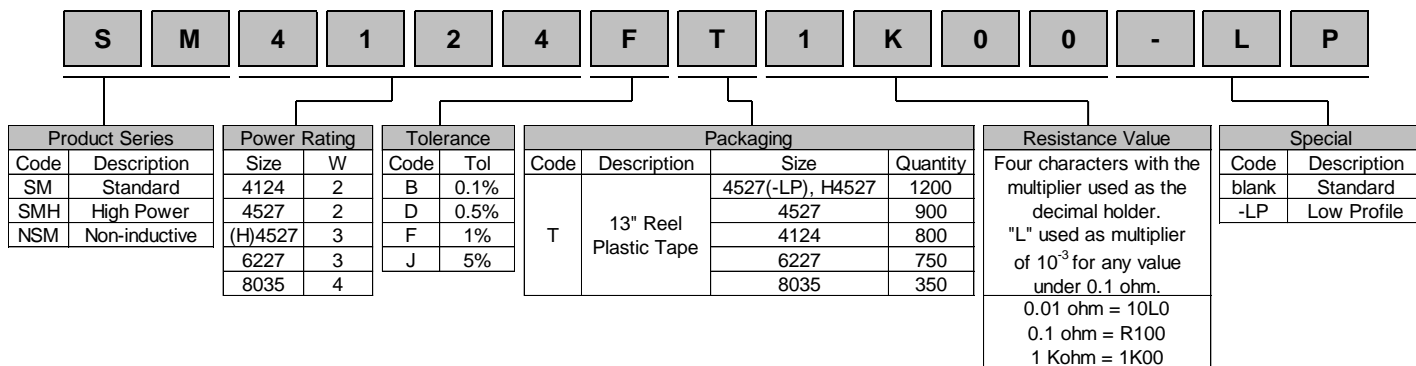 S M 4 1 2 4 F T 1 K 0 0 - L P
Product Series
Code Description
SM Standard
SMH High Power
NSM Non-inductive
Power Rating
Size W
4124 2
4527 2
(H)4527 3
6227 3
8035 4
Tolerance
Code Tol
B 0.1%
D 0.5%
F 1%
J 5%
Packaging
Code Description Size Quantity
T 13" Reel
Plastic Tape
4527(-LP), H4527 1200
4527 900
4124 800
6227 750
8035 350
Resistance Value
Four characters with the
multiplier used as the
decimal holder.
"L" used as multiplier
of 10⁻³ for any value
under 0.1 ohm.
0.01 ohm = 10L0
0.1 ohm = R100
1 Kohm = 1K00
Special
Code Description
blank Standard
-LP Low Profile